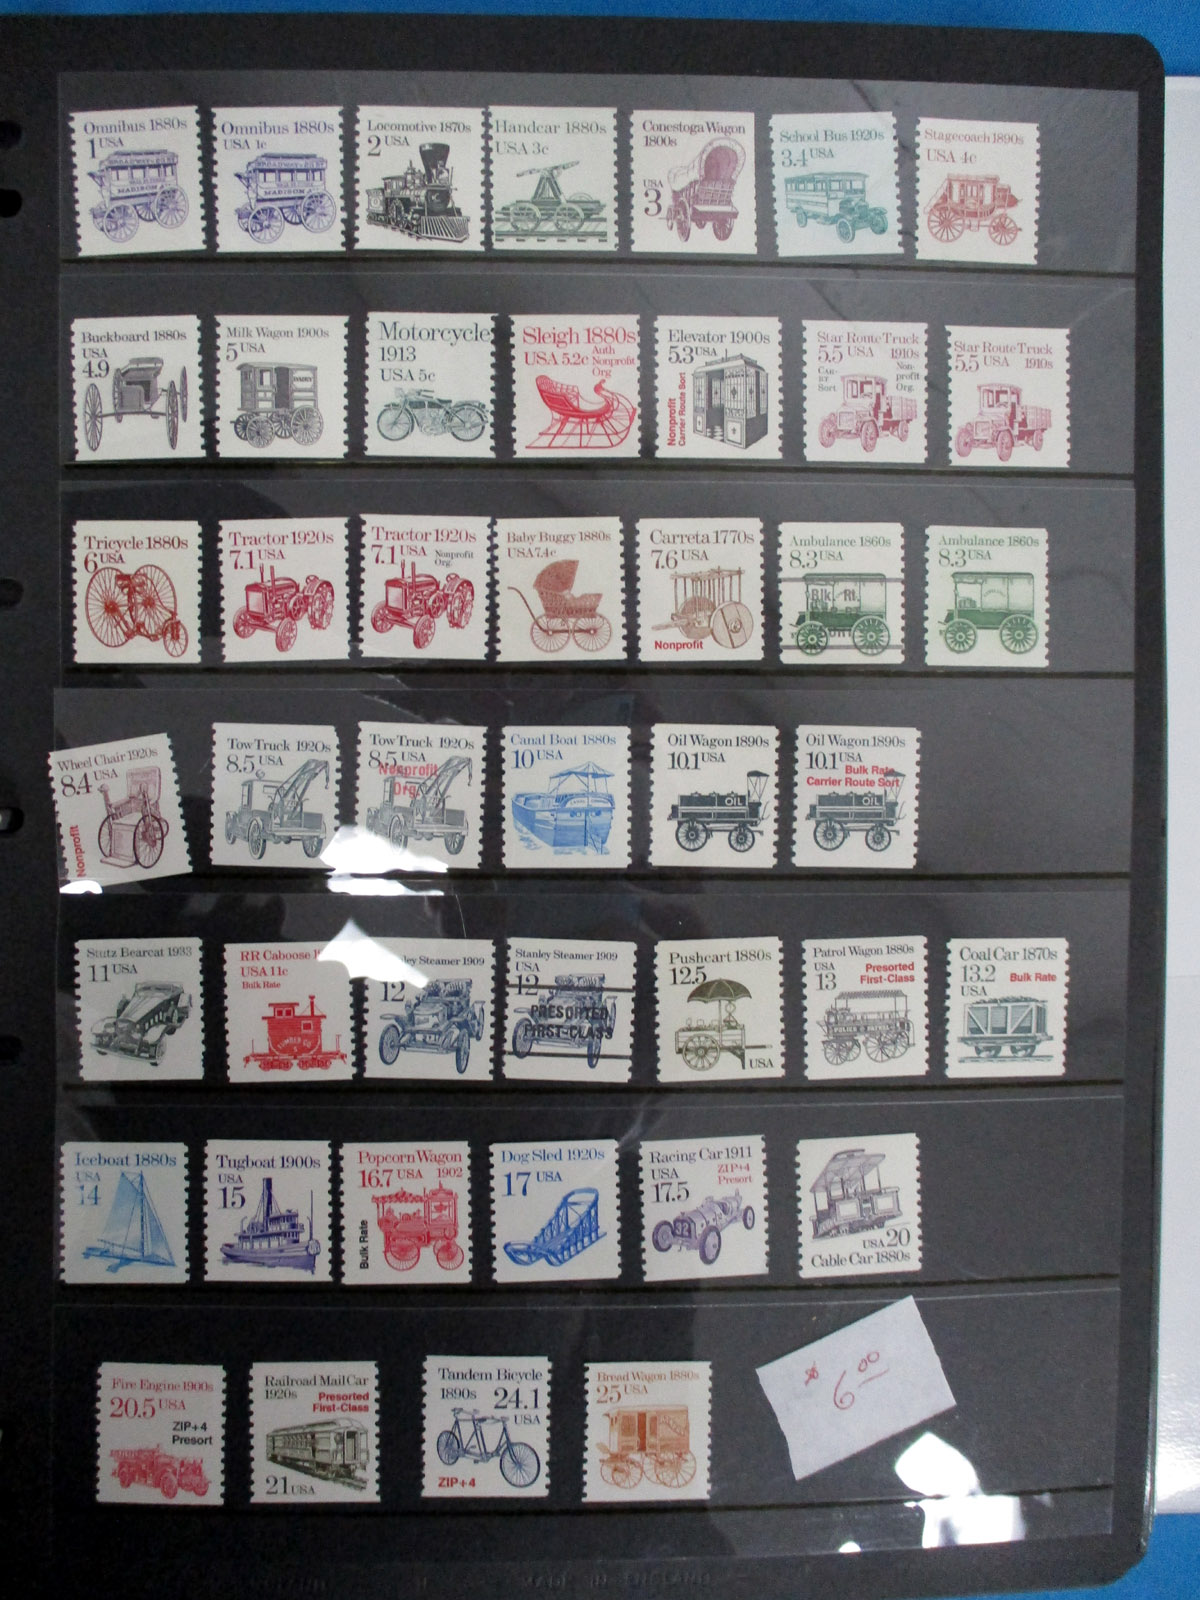 Omnibus 1880s
1 USA
BROADWAY
MADISON
Omnibus 1880s
USA 1c
MADISON
Locomotive 1870s
2 USA
Handcar 1880s
USA 3c
Conestoga Wagon
1800s
USA
3
School Bus 1920s
3.4 USA
Stagecoach 1890s
USA 4c
Buckboard 1880s
USA
4.9
Milk Wagon 1900s
5 USA
Motorcycle
1913
USA 5c
Sleigh 1880s
USA 5.2c
Auth
Nonprofit
Org
Elevator 1900s
5.3 USA
Nonprofit
Carrier Route Sort
Star Route Truck
5.5 USA 1910s
CAR-
RT
Sort
Non-
profit
Org.
Star Route Truck
5.5 USA 1910s
Tricycle 1880s
6 USA
Tractor 1920s
7.1 USA
Tractor 1920s
7.1 USA
Nonprofit
Org.
Baby Buggy 1880s
USA 7.4c
Carreta 1770s
7.6 USA
Nonprofit
Ambulance 1860s
8.3 USA
Blk. Rt.
Ambulance 1860s
8.3 USA
Wheel Chair 1920s
8.4 USA
Nonprofit
Tow Truck 1920s
8.5 USA
Tow Truck 1920s
8.5 USA
Nonprofit
Org.
Canal Boat 1880s
10 USA
Oil Wagon 1890s
10.1 USA
OIL
Oil Wagon 1890s
10.1 USA
Bulk Rate
Carrier Route Sort
OIL
Stutz Bearcat 1933
11 USA
RR Caboose
USA 11c
Bulk Rate
Steamer 1909
12
Stanley Steamer 1909
USA
12
PRESORTED
FIRST-CLASS
Pushcart 1880s
12.5
USA
Patrol Wagon 1880s
USA
13
Presorted
First-Class
POLICE PATROL
Coal Car 1870s
13.2
USA
Bulk Rate
Iceboat 1880s
USA
14
Tugboat 1900s
USA
15
Popcorn Wagon
16.7 USA 1902
Bulk Rate
Dog Sled 1920s
17 USA
Racing Car 1911
USA
17.5
ZIP+4
Presort
USA 20
Cable Car 1880s
Fire Engine 1900s
20.5 USA
ZIP+4
Presort
Railroad Mail Car
1920s
Presorted
First-Class
21 USA
Tandem Bicycle
1890s
24.1
USA
ZIP+4
Bread Wagon 1880s
25 USA
$ 6.00